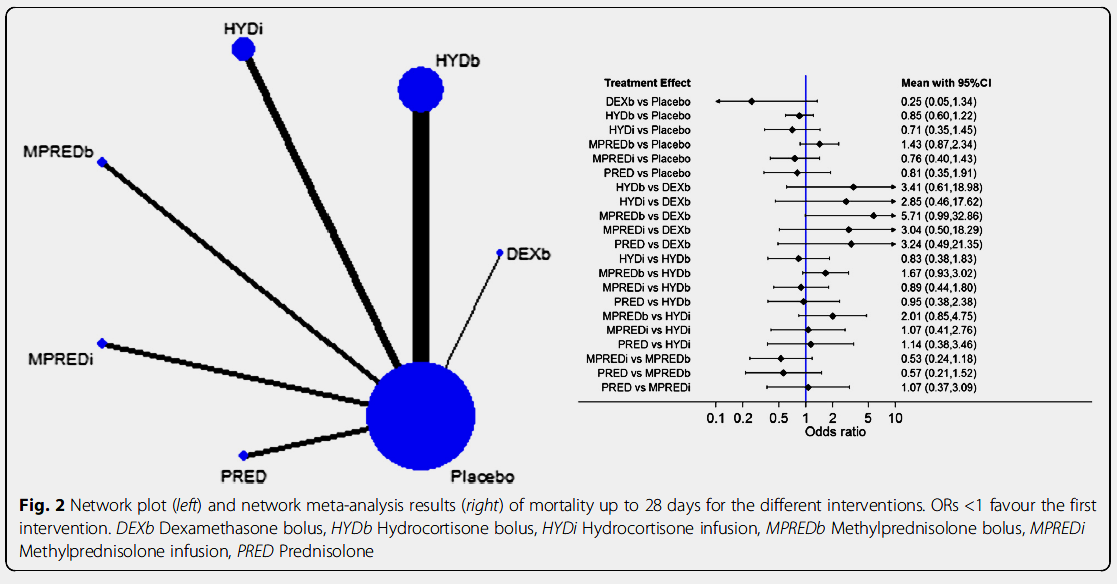 HYDi
HYDb
MPREDb
DEXb
MPREDi
PRED
Placebo
Treatment Effect Mean with 95%CI
DEXb vs Placebo 0.25 (0.05,1.34)
HYDb vs Placebo 0.85 (0.60,1.22)
HYDi vs Placebo 0.71 (0.35,1.45)
MPREDb vs Placebo 1.43 (0.87,2.34)
MPREDi vs Placebo 0.76 (0.40,1.43)
PRED vs Placebo 0.81 (0.35,1.91)
HYDb vs DEXb 3.41 (0.61,18.98)
HYDi vs DEXb 2.85 (0.46,17.62)
MPREDb vs DEXb 5.71 (0.99,32.86)
MPREDi vs DEXb 3.04 (0.50,18.29)
PRED vs DEXb 3.24 (0.49,21.35)
HYDi vs HYDb 0.83 (0.38,1.83)
MPREDb vs HYDb 1.67 (0.93,3.02)
MPREDi vs HYDb 0.89 (0.44,1.80)
PRED vs HYDb 0.95 (0.38,2.38)
MPREDb vs HYDi 2.01 (0.85,4.75)
MPREDi vs HYDi 1.07 (0.41,2.76)
PRED vs HYDi 1.14 (0.38,3.46)
MPREDi vs MPREDb 0.53 (0.24,1.18)
PRED vs MPREDb 0.57 (0.21,1.52)
PRED vs MPREDi 1.07 (0.37,3.09)
0.1 0.2 0.5 1 2 5 10
Odds ratio
Fig. 2 Network plot (left) and network meta-analysis results (right) of mortality up to 28 days for the different interventions. ORs <1 favour the first
intervention. DEXb Dexamethasone bolus, HYDb Hydrocortisone bolus, HYDi Hydrocortisone infusion, MPREDb Methylprednisolone bolus, MPREDi
Methylprednisolone infusion, PRED Prednisolone